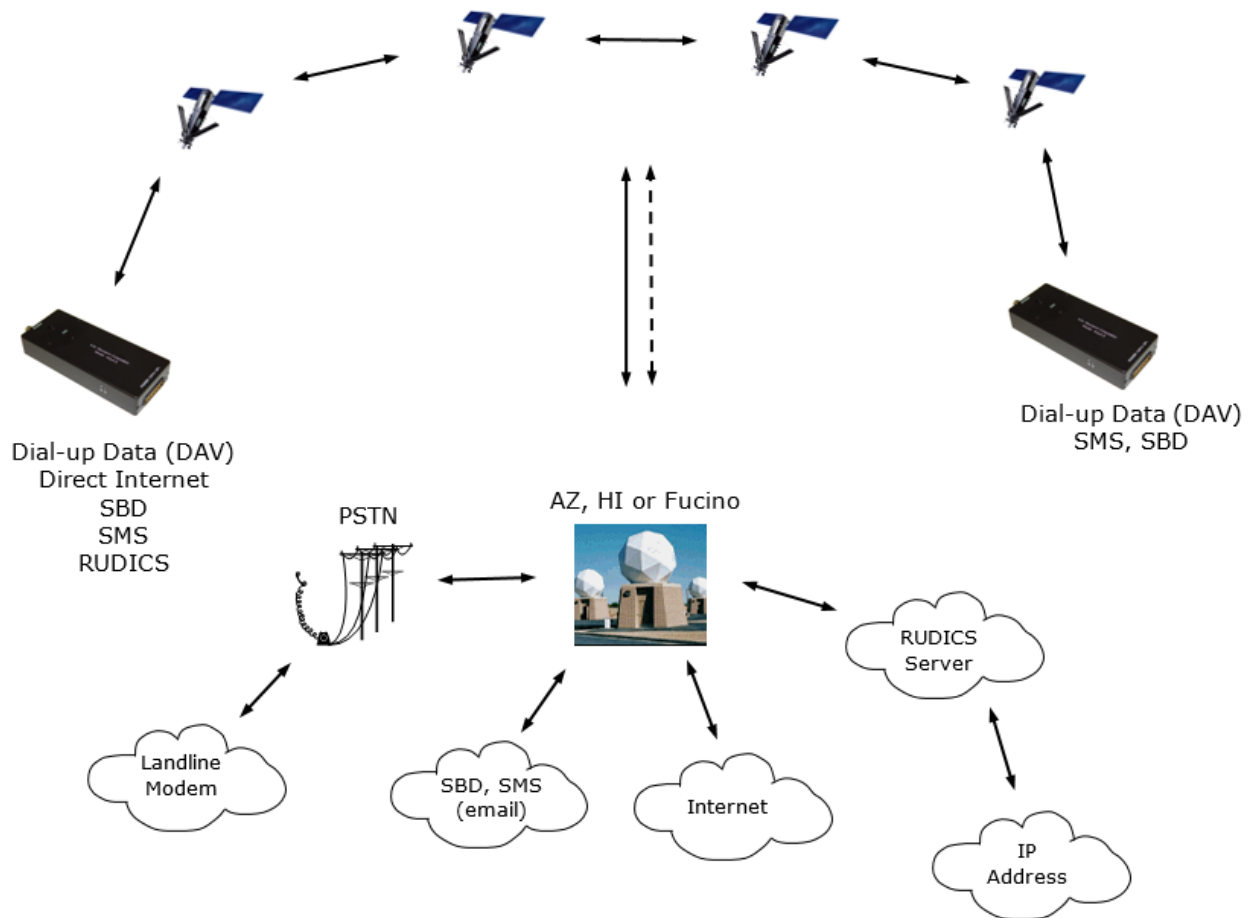 Dial-up Data (DAV)
Direct Internet
SBD
SMS
RUDICS
Dial-up Data (DAV)
SMS, SBD
PSTN
AZ, HI or Fucino
RUDICS
Server
Landline
Modem
SBD, SMS
(email)
Internet
IP
Address